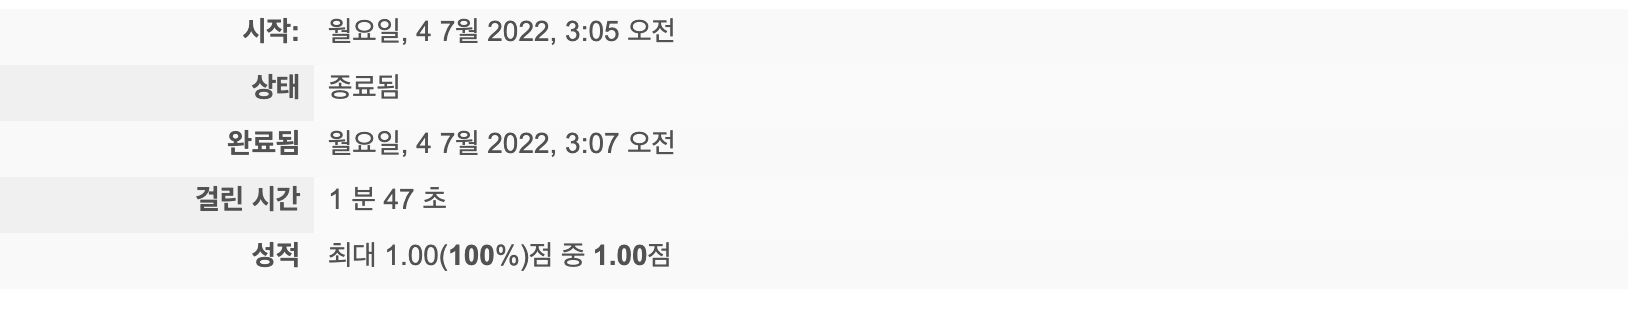 시작: 월요일, 4 7월 2022, 3:05 오전
상태 종료됨
완료됨 월요일, 4 7월 2022, 3:07 오전
걸린 시간 1 분 47 초
성적 최대 1.00(100%)점 중 1.00점